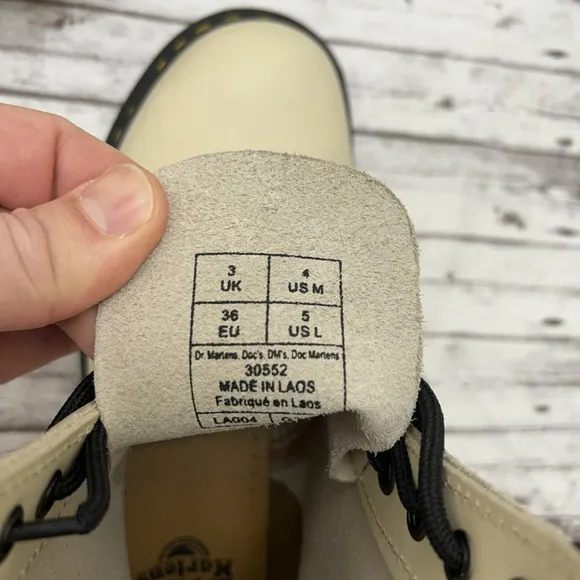 3 UK
4 US M
36 EU
5 US L
Dr. Martens, Doc's, DM's, Doc Martens
30552
MADE IN LAOS
Fabriqué en Laos
LA004
Martens